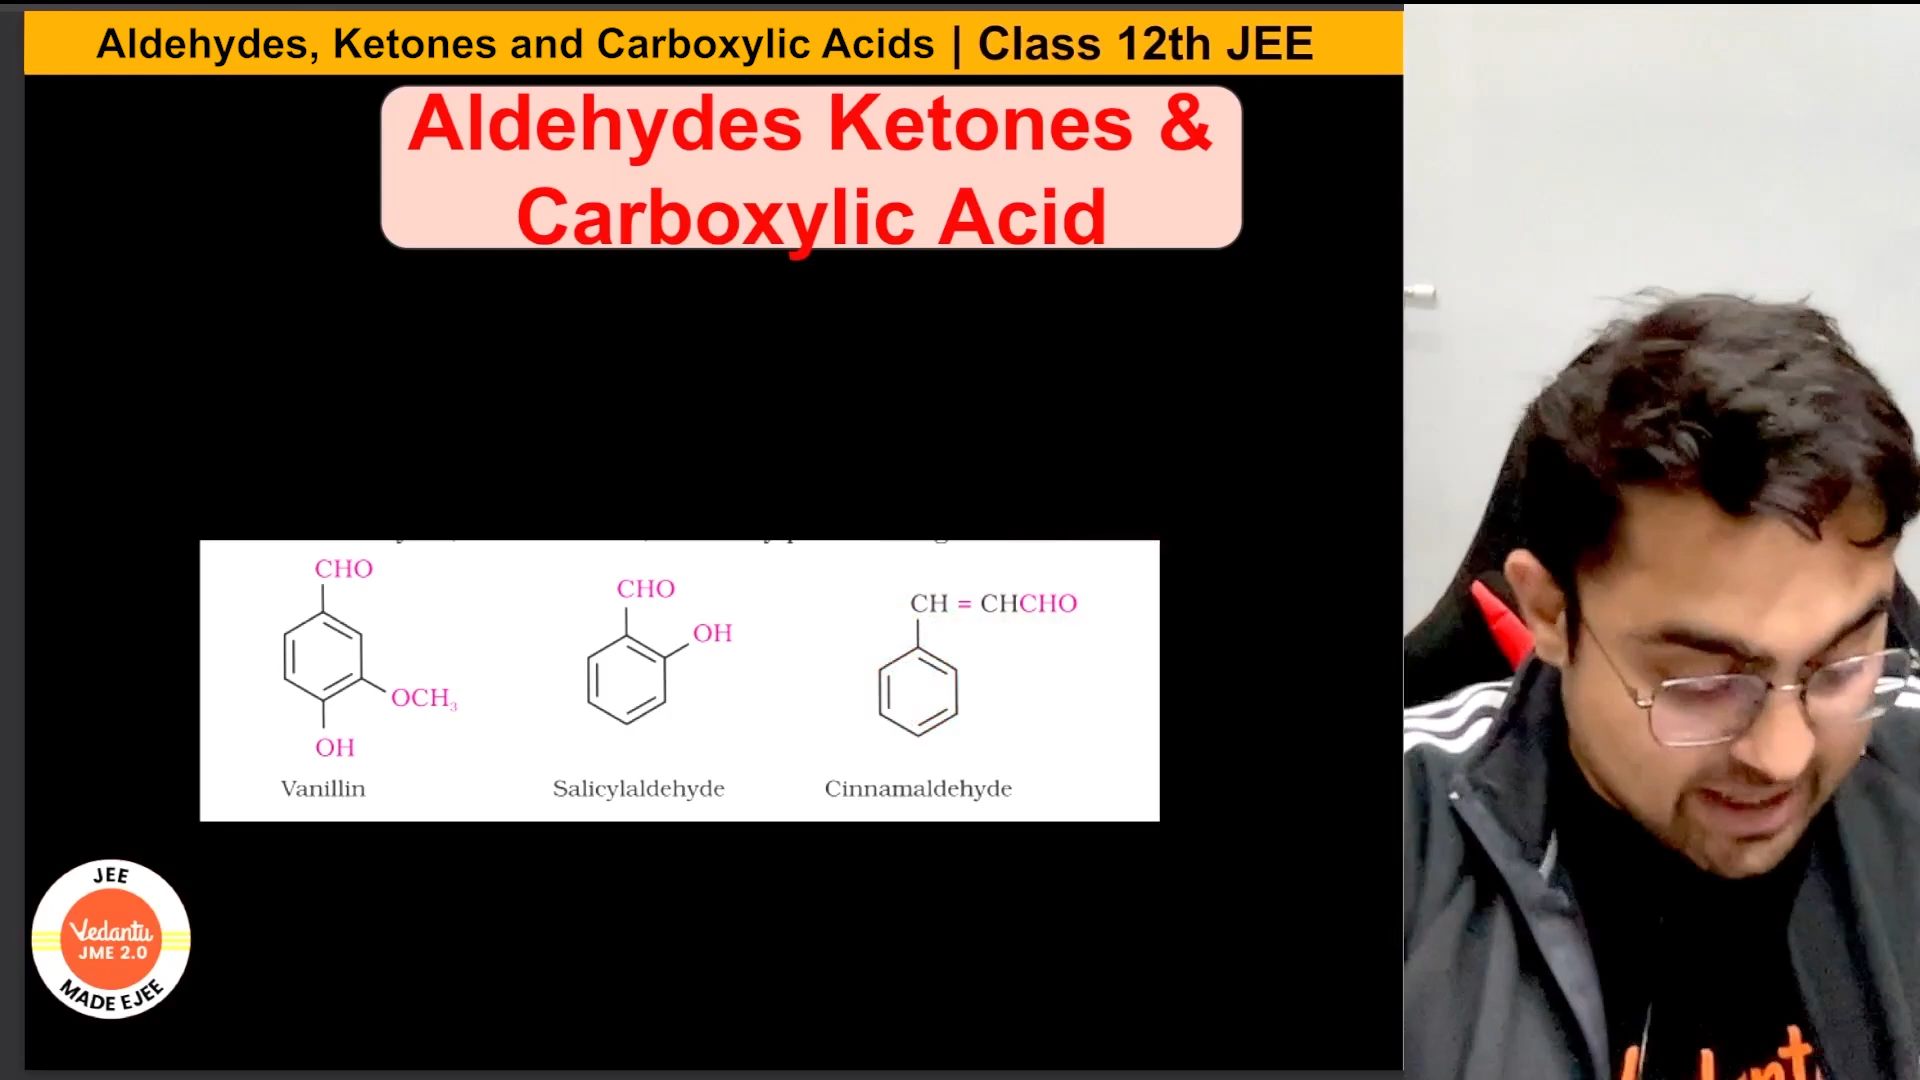 Aldehydes, Ketones and Carboxylic Acids | Class 12th JEE
Aldehydes Ketones &
Carboxylic Acid
CHO
OCH₃
OH
Vanillin
CHO
OH
Salicylaldehyde
CH = CHCHO
Cinnamaldehyde
JEE
Vedantu
JME 2.0
MADE EJEE